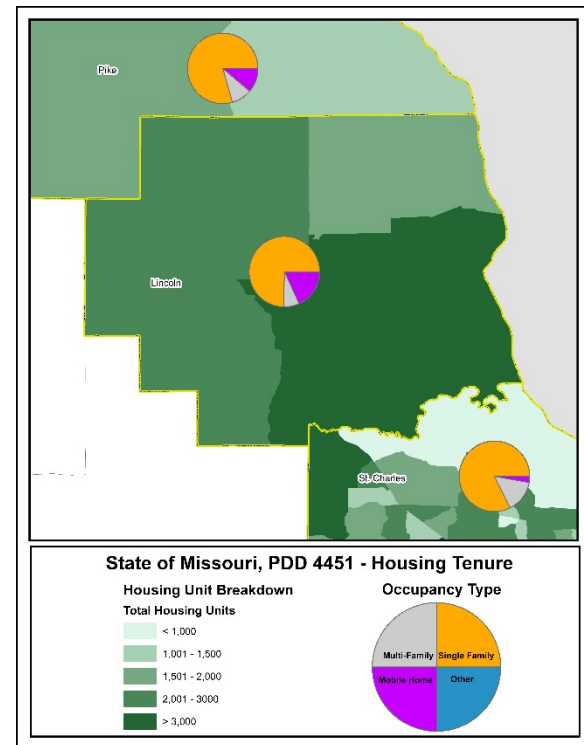 Pike
Lincoln
St. Charles
State of Missouri, PDD 4451 - Housing Tenure
Housing Unit Breakdown
Total Housing Units
< 1,000
1,001 - 1,500
1,501 - 2,000
2,001 - 3000
> 3,000
Occupancy Type
Multi-Family Single Family
Mobile Home Other